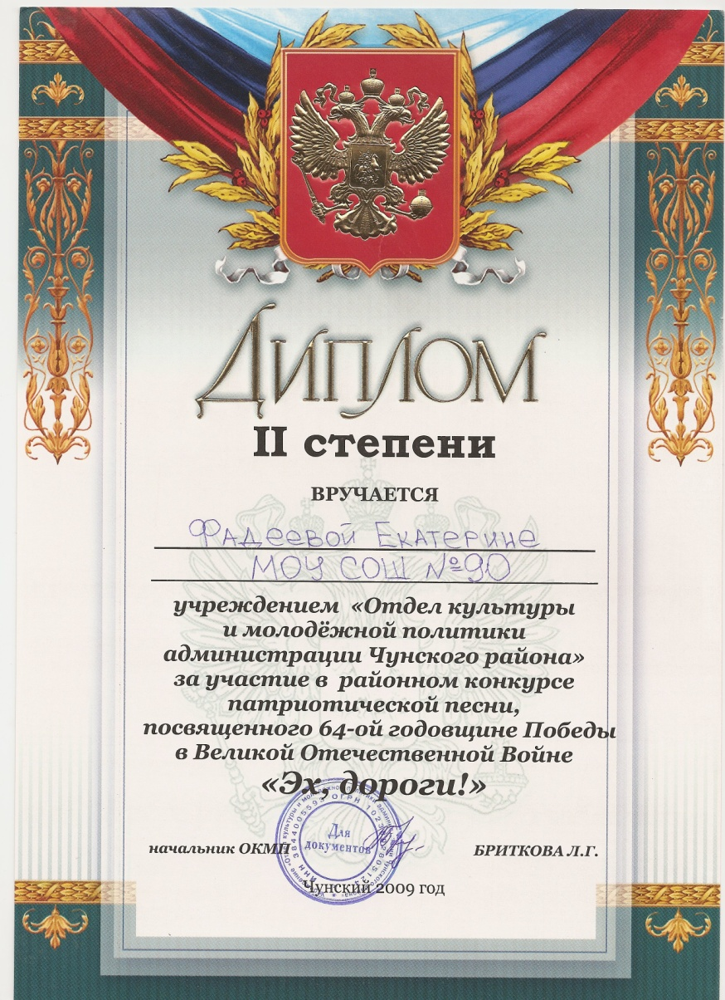 Диплом
II степени
ВРУЧАЕТСЯ
Фадеевой Екатерине
МОУ СОШ №90
учреждением «Отдел культуры
и молодёжной политики
администрации Чунского района»
за участие в районном конкурсе
патриотической песни,
посвященного 64-ой годовщине Победы
в Великой Отечественной Войне
«Эх, дороги!»
Для
документов
начальник ОКМП
БРИТКОВА Л.Г.
Чунский 2009 год